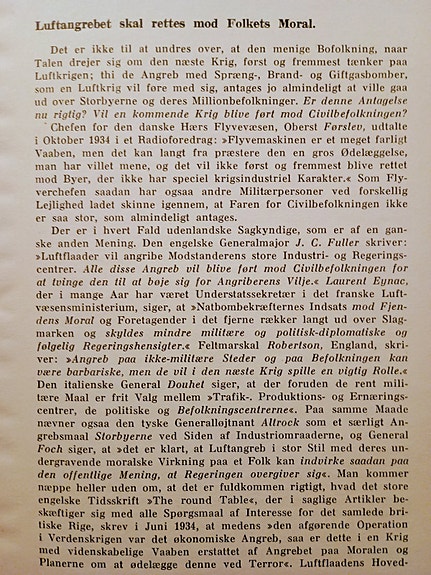 Luftangrebet skal rettes mod Folkets Moral.
Det er ikke til at undres over, at den menige Bofolkning, naar
Talen drejer sig om den næste Krig, først og fremmest tænker paa
Luftkrigen; thi de Angreb med Spræng-, Brand- og Giftgasbomber,
som en Luftkrig vil føre med sig, antages jo almindeligt at ville gaa
ud over Storbyerne og deres Millionbefolkninger. Er denne Antagelse
nu rigtig? Vil en kommende Krig blive ført mod Civilbefolkningen?
Chefen for den danske Hærs Flyvevæsen, Oberst Førslev, udtalte
i Oktober 1934 i et Radioforedrag: »Flyvemaskinen er et meget farligt
Vaaben, men det kan langt fra præstere den en gros Ødelæggelse,
man har villet mene, og det vil ikke først og fremmest blive rettet
mod Byer, der ikke har speciel krigsindustriel Karakter.« Som Fly-
verchefen saadan har ogsaa andre Militærpersoner ved forskellig
Lejlighed ladet skinne igennem, at Faren for Civilbefolkningen ikke
er saa stor, som almindeligt antages.
Der er i hvert Fald udenlandske Sagkyndige, som er af en gan-
ske anden Mening. Den engelske Generalmajor J. C. Fuller skriver:
»Luftflaader vil angribe Modstanderens store Industri- og Regerings-
centrer. Alle disse Angreb vil blive ført mod Civilbefolkningen for
at tvinge den til at bøje sig for Angriberens Vilje.« Laurent Eynac,
der i mange Aar har været Understatssekretær i det franske Luft-
væsensministerium, siger, at »Natbombekræfternes Indsats mod Fjen-
dens Moral og Foretagender i det fjerne rækker langt ud over Slag-
marken og skyldes mindre militære og politisk-diplomatiske og
følgelig Regeringshensigter.« Feltmarskal Robertson, England, skri-
ver: »Angreb paa ikke-militære Steder og paa Befolkningen kan
være barbariske, men de vil i den næste Krig spille en vigtig Rolle.«
Den italienske General Douhet siger, at der foruden de rent mili-
tære Maal er frit Valg mellem »Trafik-. Produktions- og Ernærings-
centrer, de politiske og Befolkningscentrerne«. Paa samme Maade
nævner ogsaa den tyske Generalløjtnant Altrock som et særligt An-
grebsmaal Storbyerne ved Siden af Industriomraaderne, og General
Foch siger, at »det er klart, at Luftangreb i stor Stil med deres un-
dergravende moralske Virkning paa et Folk kan indvirke saadan paa
den offentlige Mening, at Regeringen overgiver sig«. Man kommer
næppe heller uden om, at det er fuldkommen rigtigt, hvad det store
engelske Tidsskrift »The round Table«, der i saglige Artikler be-
skæftiger sig med alle Spørgsmaal af Interesse for det samlede bri-
tiske Rige, skrev i Juni 1934, at medens »den afgørende Operation
i Verdenskrigen var det økonomiske Angreb, saa er dette i en Krig
med videnskabelige Vaaben erstattet af Angrebet paa Moralen og
Planerne om at ødelægge denne ved Terror«. Luftflaadens Hoved-